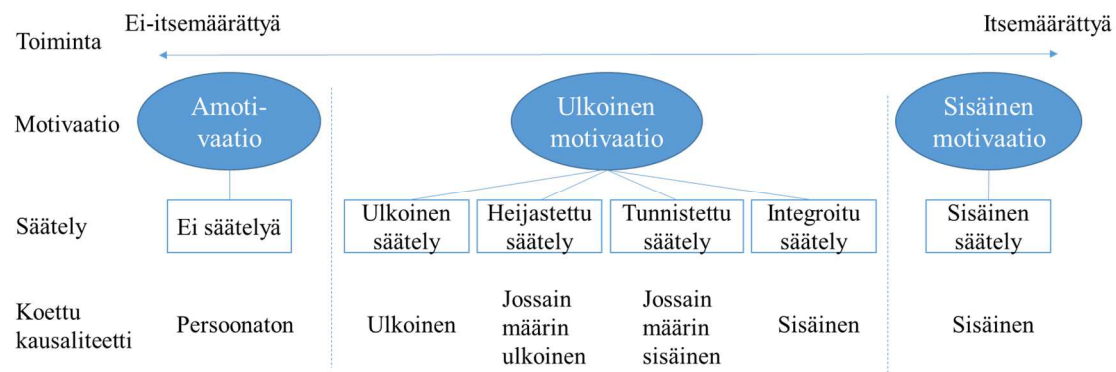 Toiminta
Ei-itsemäärättyä
Itsemäärättyä
Motivaatio
Amoti-
vaatio
Ulkoinen
motivaatio
Sisäinen
motivaatio
Säätely
Ei säätelyä
Ulkoinen
säätely
Heijastettu
säätely
Tunnistettu
säätely
Integroitu
säätely
Sisäinen
säätely
Koettu
kausaliteetti
Persoonaton
Ulkoinen
Jossain
määrin
ulkoinen
Jossain
määrin
sisäinen
Sisäinen
Sisäinen